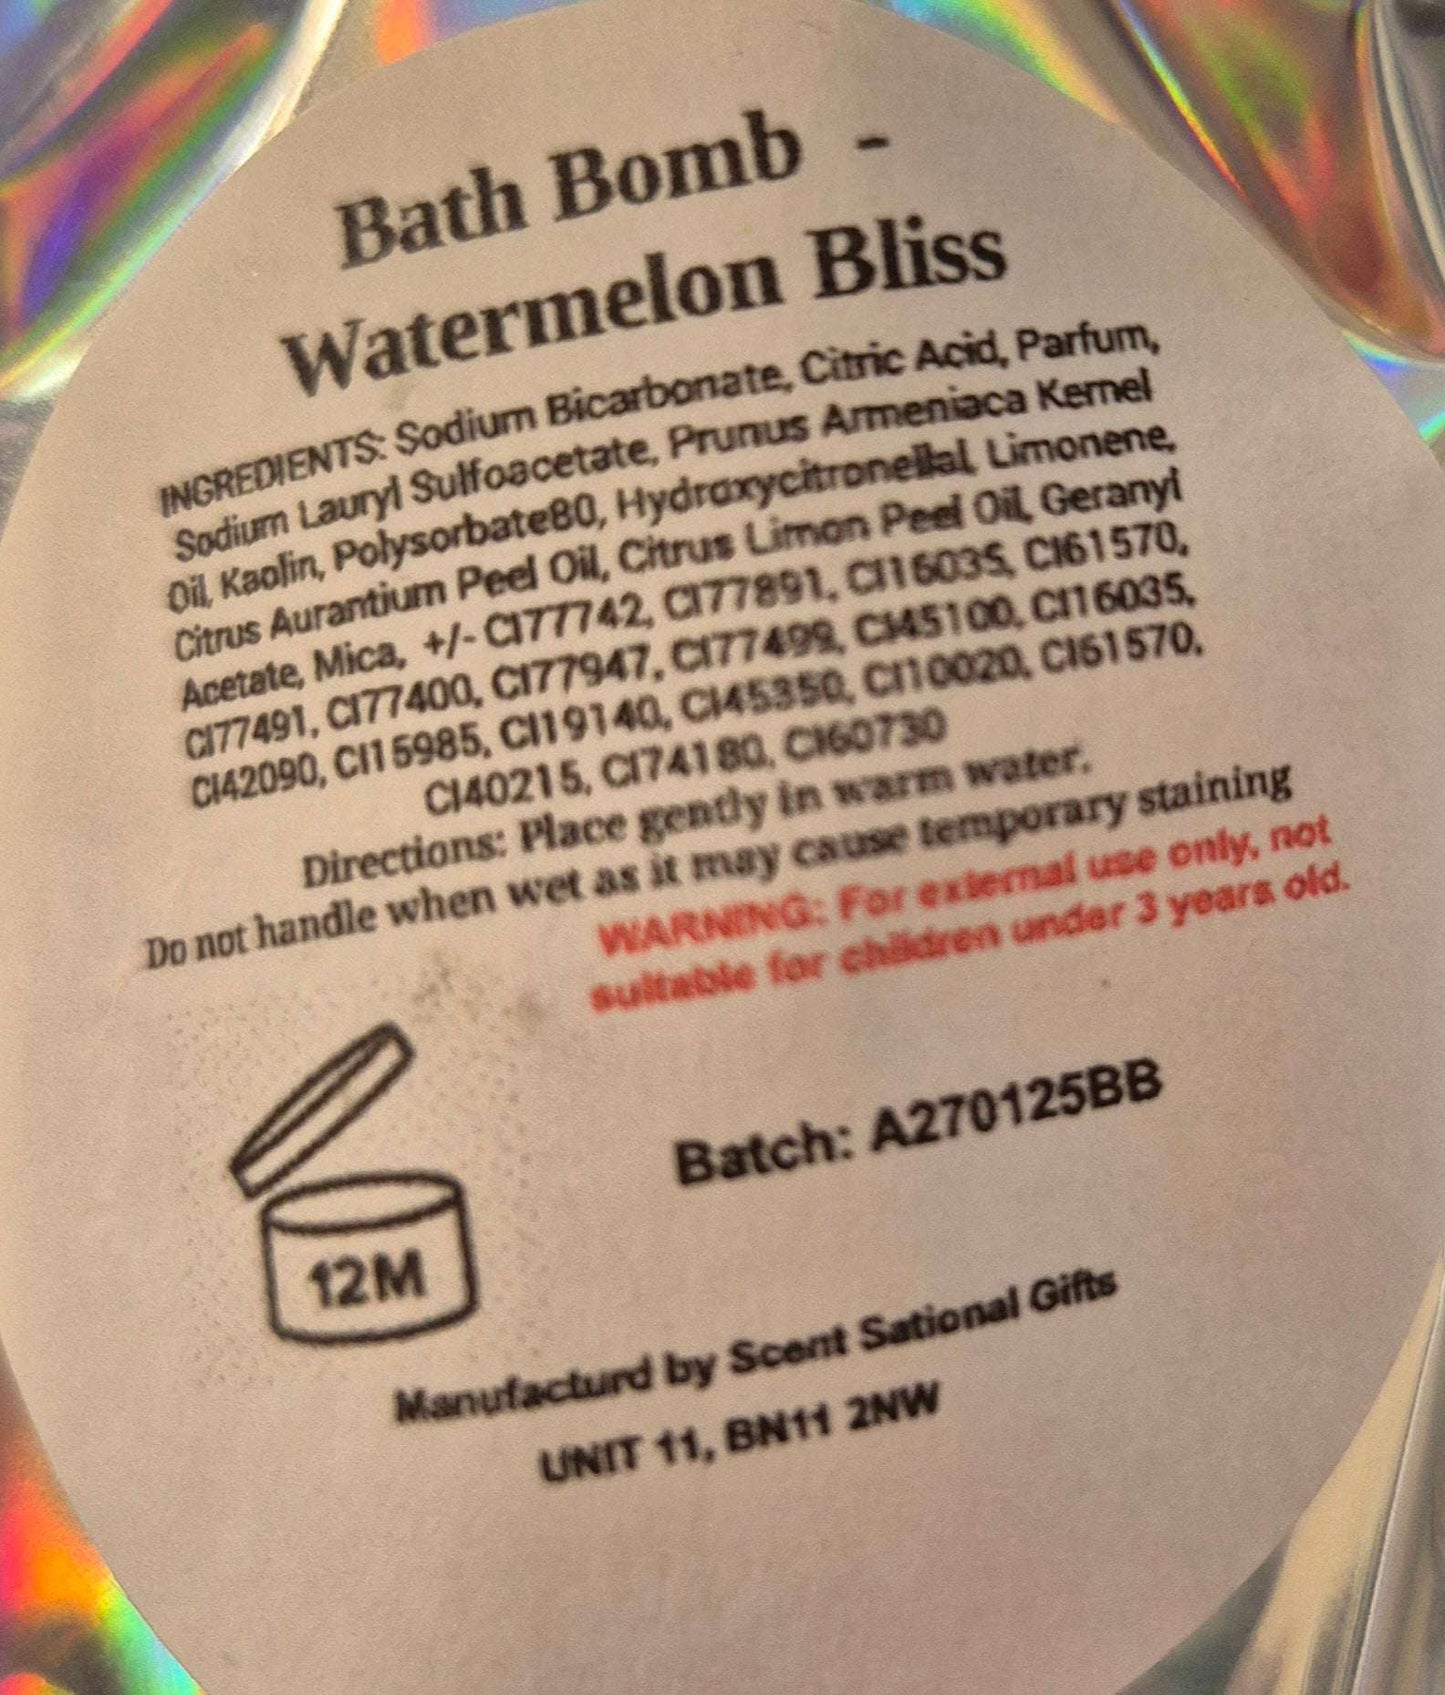 Bath Bomb -
Watermelon Bliss
INGREDIENTS: Sodium Bicarbonate, Citric Acid, Parfum,
Sodium Lauryl Sulfoacetate, Prunus Armeniaca Kernel
Oil, Kaolin, Polysorbate80, Hydroxycitronellal, Limonene,
Citrus Aurantium Peel Oil, Citrus Limon Peel Oil, Geranyl
Acetate, Mica, +/- CI77742, CI77891, CI16035, CI61570,
CI77491, CI77400, CI77947, CI77499, CI45100, CI16035,
CI42090, CI15985, CI19140, CI45350, CI10020, CI61570,
CI40215, CI74180, CI60730
Directions: Place gently in warm water.
Do not handle when wet as it may cause temporary staining
WARNING: For external use only, not
suitable for children under 3 years old.
Batch: A270125BB
12M
Manufacturd by Scent Sational Gifts
UNIT 11, BN11 2NW